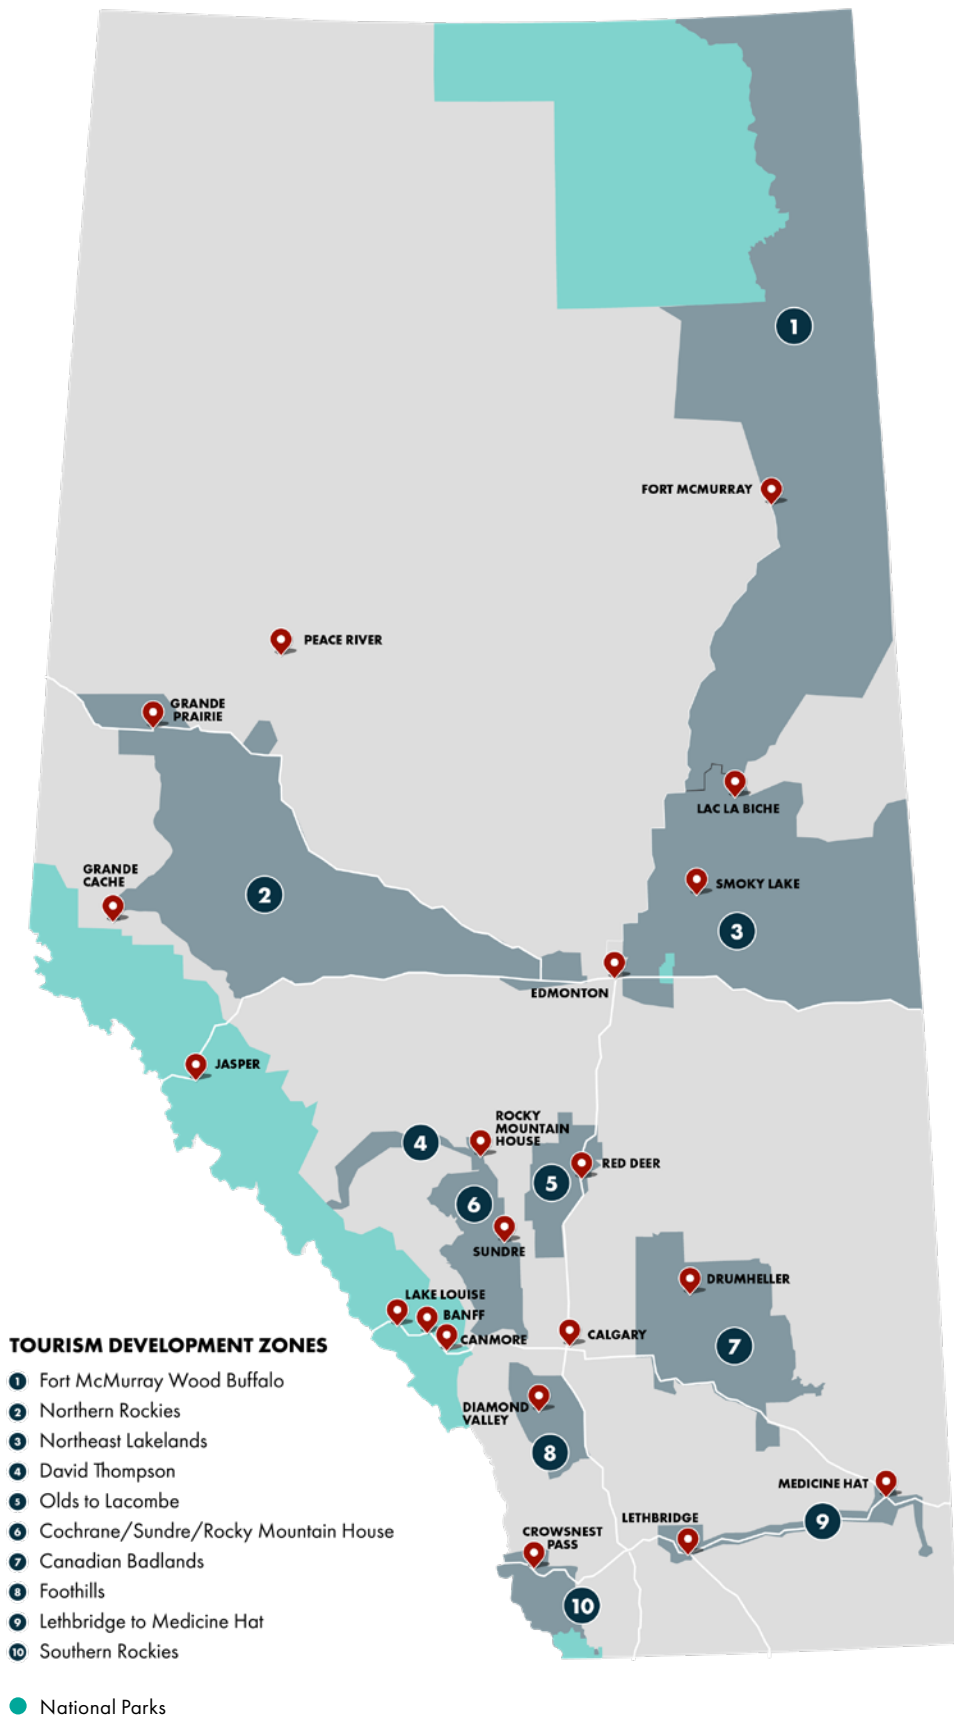 1
FORT MCMURRAY
PEACE RIVER
GRANDE
PRAIRIE
LAC LA BICHE
GRANDE
CACHE
2
SMOKY LAKE
3
EDMONTON
JASPER
ROCKY
MOUNTAIN
HOUSE
4
RED DEER
5
6
SUNDRE
DRUMHELLER
LAKE LOUISE
BANFF
CANMORE
CALGARY
7
DIAMOND
VALLEY
8
MEDICINE HAT
LETHBRIDGE
9
CROWSNEST
PASS
10
TOURISM DEVELOPMENT ZONES
1 Fort McMurray Wood Buffalo
2 Northern Rockies
3 Northeast Lakelands
4 David Thompson
5 Olds to Lacombe
6 Cochrane/Sundre/Rocky Mountain House
7 Canadian Badlands
8 Foothills
9 Lethbridge to Medicine Hat
10 Southern Rockies
National Parks